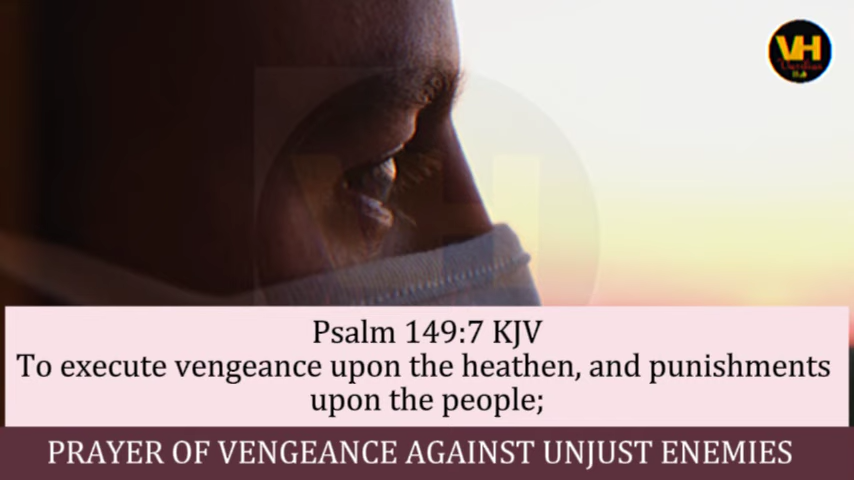 VH
Psalm 149:7 KJV
To execute vengeance upon the heathen, and punishments
upon the people;
PRAYER OF VENGEANCE AGAINST UNJUST ENEMIES